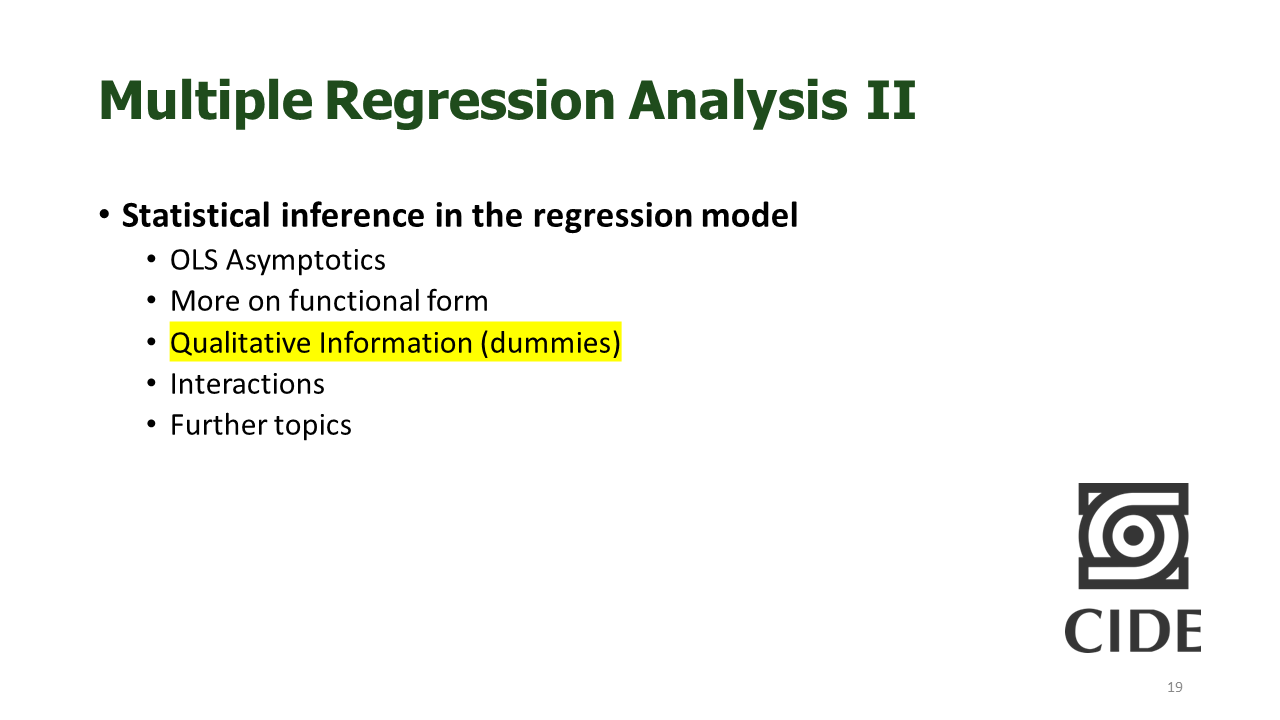 Multiple Regression Analysis II
• Statistical inference in the regression model
• OLS Asymptotics
• More on functional form
• Qualitative Information (dummies)
• Interactions
• Further topics
CIDE
19